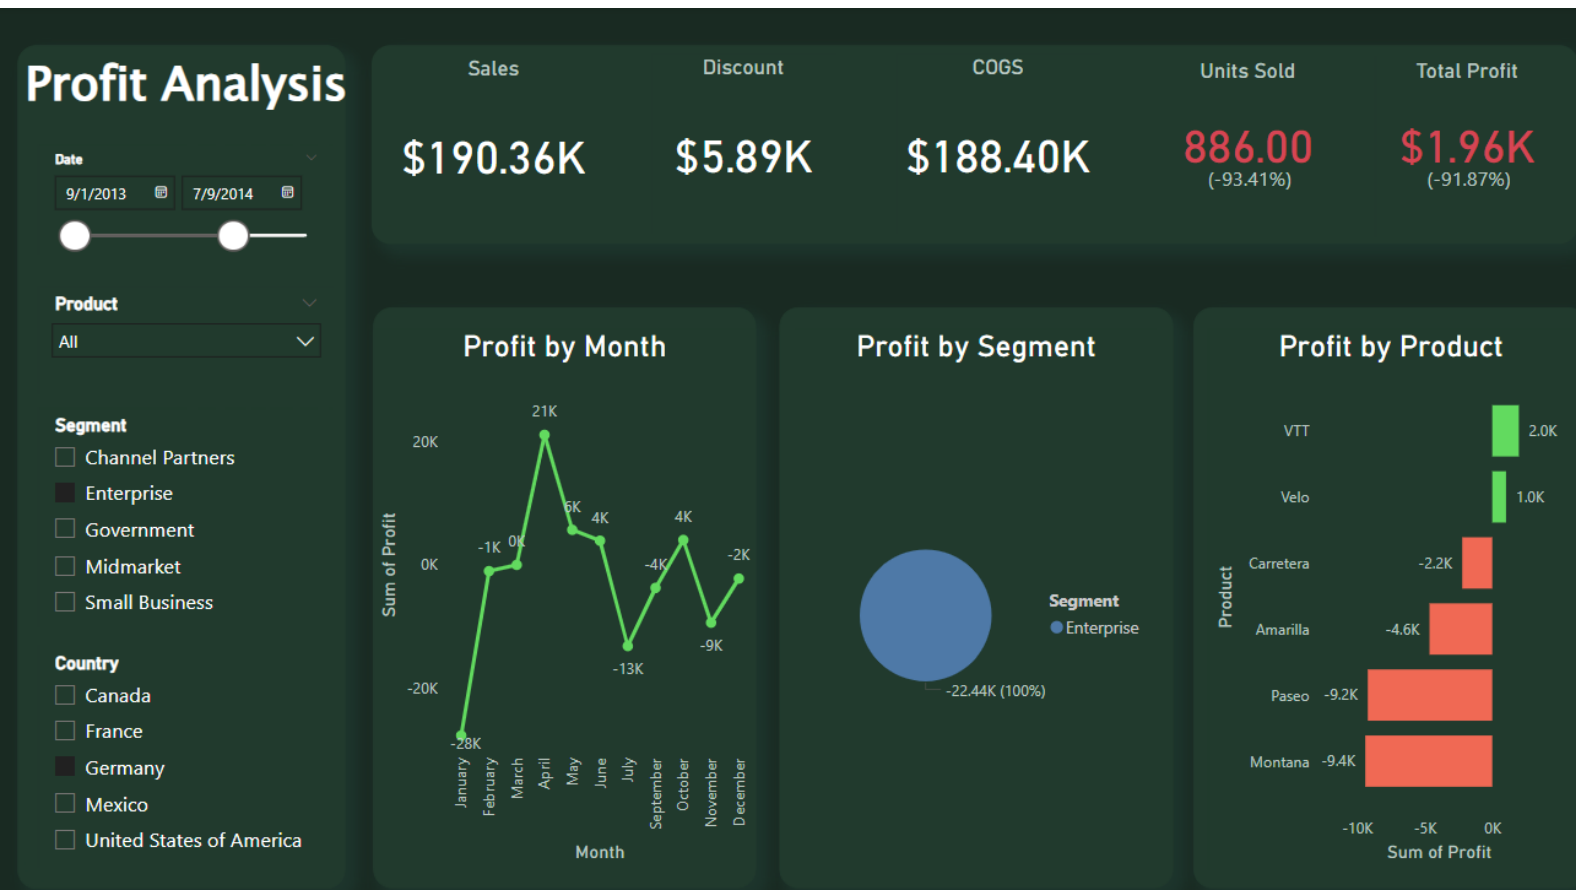 Profit Analysis
Date
9/1/2013
7/9/2014
Product
All
Segment
Channel Partners
Enterprise
Government
Midmarket
Small Business
Country
Canada
France
Germany
Mexico
United States of America
Sales
$190.36K
Discount
$5.89K
COGS
$188.40K
Units Sold
886.00
(-93.41%)
Total Profit
$1.96K
(-91.87%)
Profit by Month
Sum of Profit
20K
0K
-20K
-28K
-1K
0K
21K
6K
4K
-13K
-4K
4K
-9K
-2K
January
February
March
April
May
June
July
September
October
November
December
Month
Profit by Segment
-22.44K (100%)
Segment
Enterprise
Profit by Product
Product
VTT
2.0K
Velo
1.0K
Carretera
-2.2K
Amarilla
-4.6K
Paseo
-9.2K
Montana
-9.4K
-10K
-5K
0K
Sum of Profit